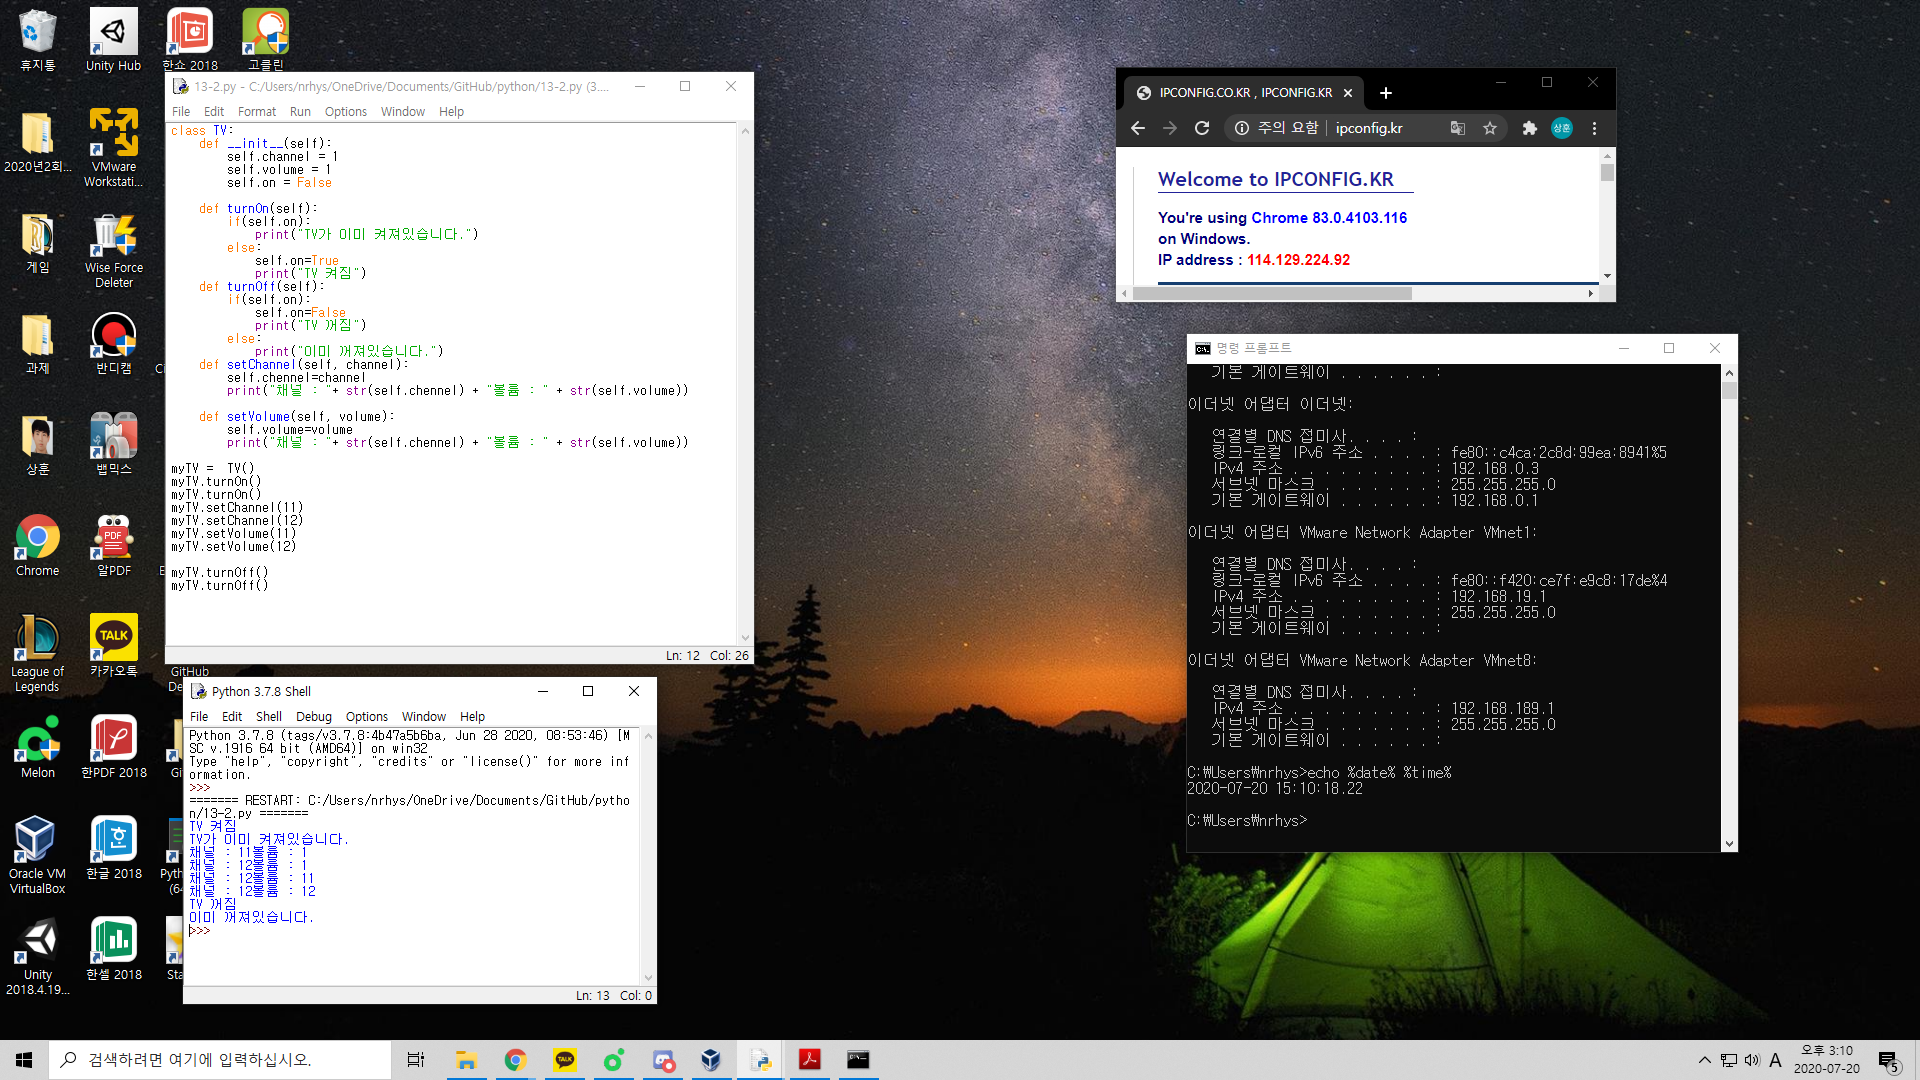 휴지통
Unity Hub
한쇼 2018
고클린
2020년2회...
VMware
Workstati...
게임
Wise Force
Deleter
과제
반디캠
상훈
뱁믹스
Chrome
알PDF
League of
Legends
카카오톡
GitHub
Melon
한PDF 2018
Oracle VM
VirtualBox
한글 2018
Unity
2018.4.19...
한셀 2018
13-2.py - C:/Users/nrhys/OneDrive/Documents/GitHub/python/13-2.py (3....
File Edit Format Run Options Window Help
class TV:
    def __init__(self):
        self.channel = 1
        self.volume = 1
        self.on = False
    def turnOn(self):
        if(self.on):
            print("TV가 이미 켜져있습니다.")
        else:
            self.on=True
            print("TV 켜짐")
    def turnOff(self):
        if(self.on):
            self.on=False
            print("TV 꺼짐")
        else:
            print("이미 꺼져있습니다.")
    def setChannel(self, channel):
        self.chennel=channel
        print("채널 : "+ str(self.chennel) + "볼륨 : " + str(self.volume))
    def setVolume(self, volume):
        self.volume=volume
        print("채널 : "+ str(self.chennel) + "볼륨 : " + str(self.volume))
myTV =  TV()
myTV.turnOn()
myTV.turnOn()
myTV.setChannel(11)
myTV.setChannel(12)
myTV.setVolume(11)
myTV.setVolume(12)
myTV.turnOff()
myTV.turnOff()
Ln: 12 Col: 26
Python 3.7.8 Shell
File Edit Shell Debug Options Window Help
Python 3.7.8 (tags/v3.7.8:4b47a5b6ba, Jun 28 2020, 08:53:46) [M
SC v.1916 64 bit (AMD64)] on win32
Type "help", "copyright", "credits" or "license()" for more inf
ormation.
>>>
======= RESTART: C:/Users/nrhys/OneDrive/Documents/GitHub/pytho
n/13-2.py =======
TV 켜짐
TV가 이미 켜져있습니다.
채널 : 11볼륨 : 1
채널 : 12볼륨 : 1
채널 : 12볼륨 : 11
채널 : 12볼륨 : 12
TV 꺼짐
이미 꺼져있습니다.
>>>
Ln: 13 Col: 0
IPCONFIG.CO.KR , IPCONFIG.KR
주의 요함 ipconfig.kr
상훈
Welcome to IPCONFIG.KR
You're using Chrome 83.0.4103.116
on Windows.
IP address : 114.129.224.92
명령 프롬프트
기본 게이트웨이 . . . . . . :
이더넷 어댑터 이더넷:
연결별 DNS 접미사. . . . :
링크-로컬 IPv6 주소 . . . . : fe80::c4ca:2c8d:99ea:8941%5
IPv4 주소 . . . . . . . . . : 192.168.0.3
서브넷 마스크 . . . . . . . : 255.255.255.0
기본 게이트웨이 . . . . . . : 192.168.0.1
이더넷 어댑터 VMware Network Adapter VMnet1:
연결별 DNS 접미사. . . . :
링크-로컬 IPv6 주소 . . . . : fe80::f420:ce7f:e9c8:17de%4
IPv4 주소 . . . . . . . . . : 192.168.19.1
서브넷 마스크 . . . . . . . : 255.255.255.0
기본 게이트웨이 . . . . . . :
이더넷 어댑터 VMware Network Adapter VMnet8:
연결별 DNS 접미사. . . . :
IPv4 주소 . . . . . . . . . : 192.168.189.1
서브넷 마스크 . . . . . . . : 255.255.255.0
기본 게이트웨이 . . . . . . :
C:₩Users₩nrhys>echo %date% %time%
2020-07-20 15:10:18.22
C:₩Users₩nrhys>
검색하려면 여기에 입력하십시오.
TALK
A
오후 3:10
2020-07-20
5